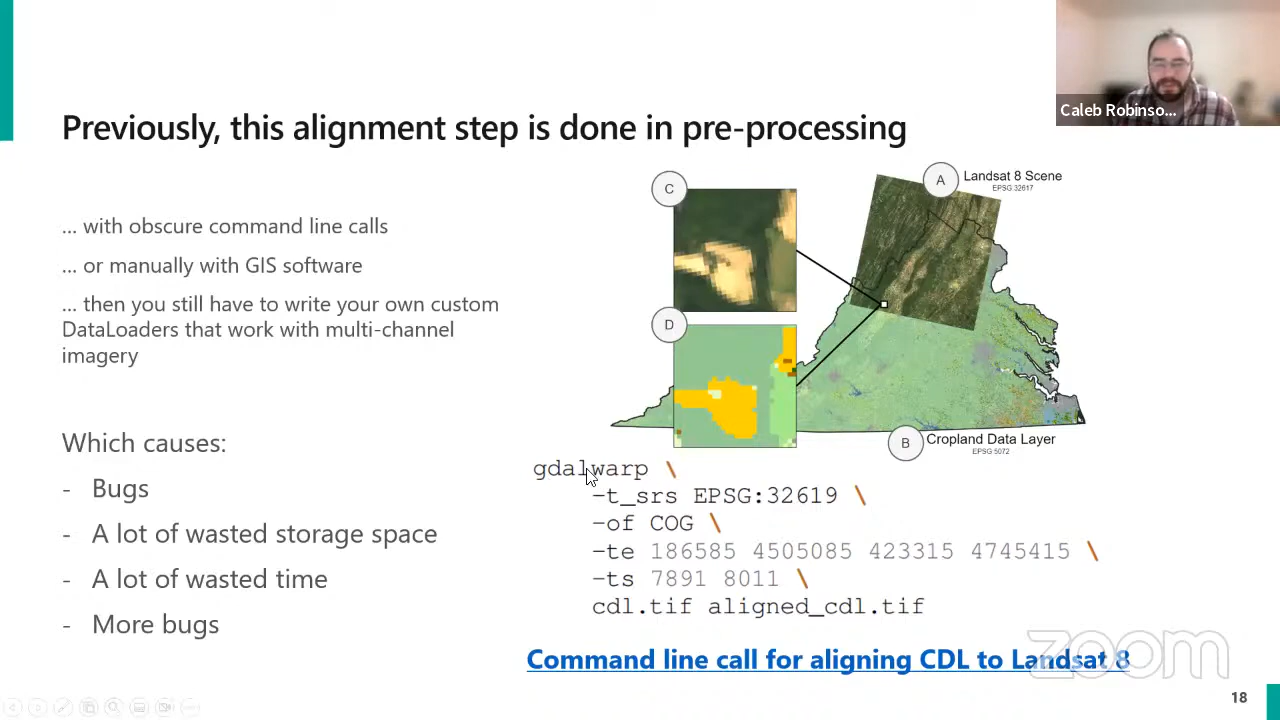 Caleb Robinso...
Previously, this alignment step is done in pre-processing
... with obscure command line calls
... or manually with GIS software
... then you still have to write your own custom
DataLoaders that work with multi-channel
imagery
Which causes:
- Bugs
- A lot of wasted storage space
- A lot of wasted time
- More bugs
C
A
Landsat 8 Scene
EPSG 32617
D
B
Cropland Data Layer
EPSG 5072
gdalwarp \
-t_srs EPSG:32619 \
-of COG \
-te 186585 4505085 423315 4745415 \
-ts 7891 8011 \
cdl.tif aligned_cdl.tif
Command line call for aligning CDL to Landsat 8
zoom
18